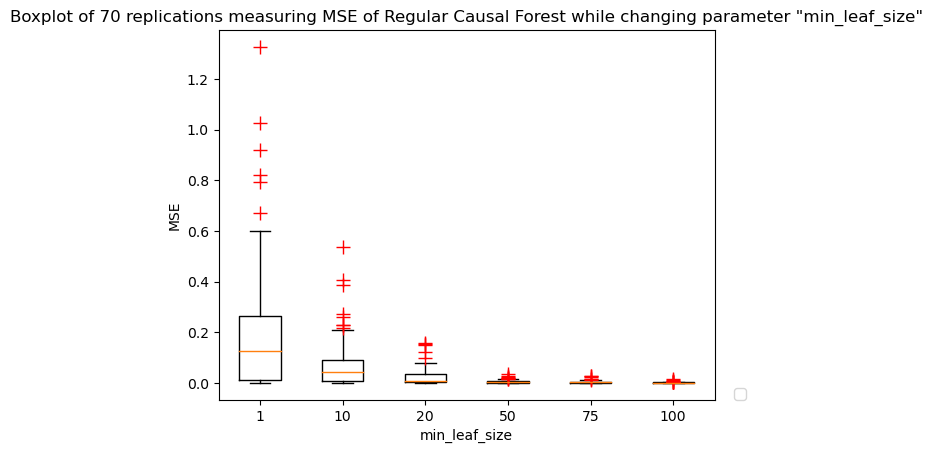 Boxplot of 70 replications measuring MSE of Regular Causal Forest while changing parameter "min_leaf_size"
1.2
1.0
0.8
0.6
0.4
0.2
0.0
MSE
1 10 20 50 75 100
min_leaf_size